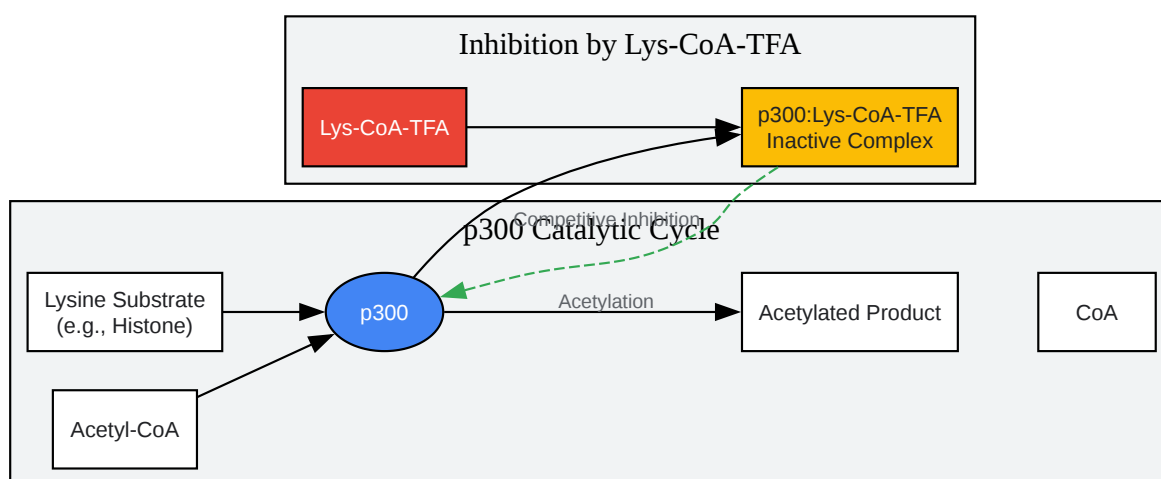 Inhibition by Lys-CoA-TFA
Lys-CoA-TFA
p300:Lys-CoA-TFA
Inactive Complex
Competitive Inhibition
p300 Catalytic Cycle
Lysine Substrate
(e.g., Histone)
p300
Acetylation
Acetylated Product
CoA
Acetyl-CoA